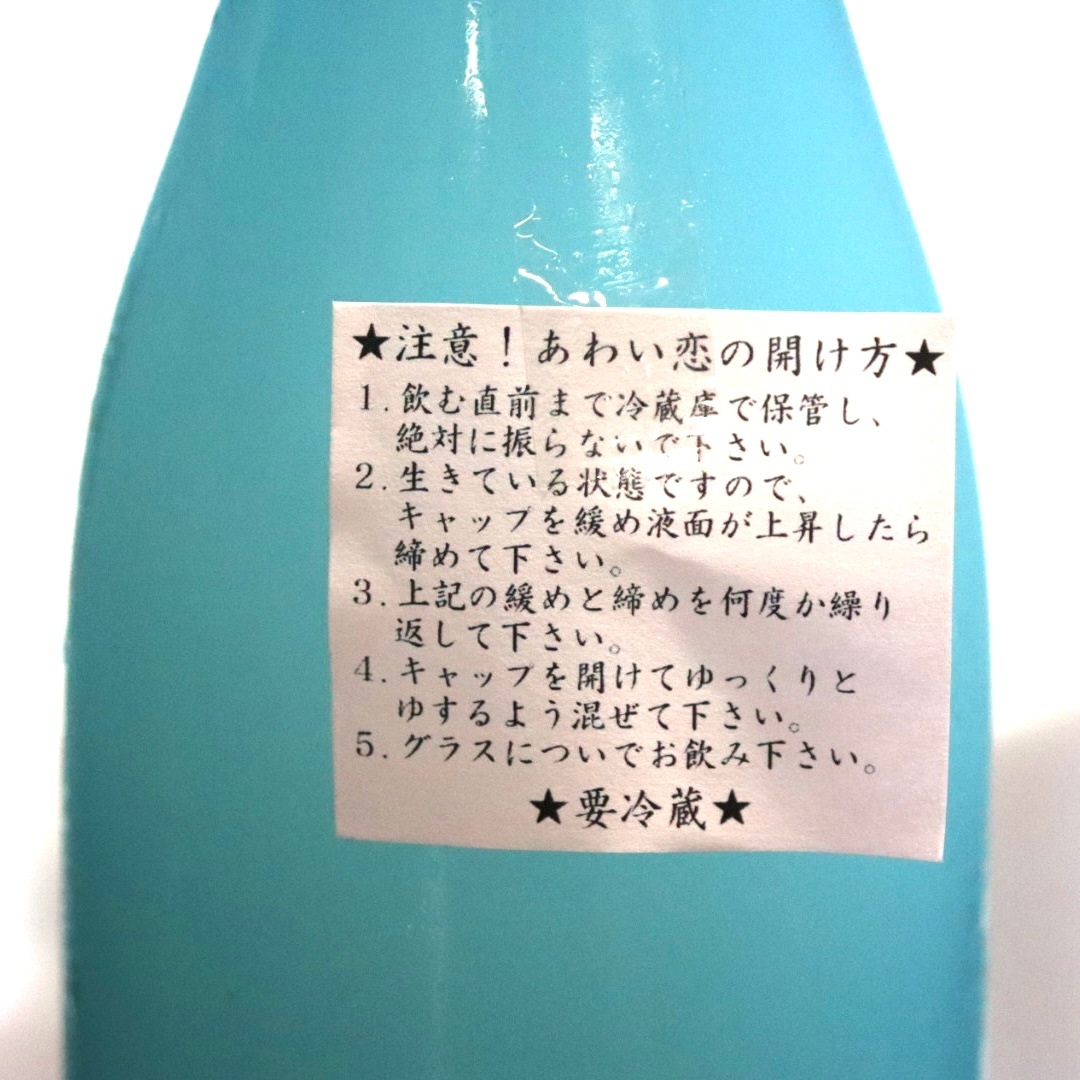 ★注意！あわい恋の開け方★
1.飲む直前まで冷蔵庫で保管し、
絶対に振らないで下さい。
2.生きている状態ですので、
キャップを緩め液面が上昇したら
締めて下さい。
3.上記の緩めと締めを何度か繰り
返して下さい。
4.キャップを開けてゆっくりと
ゆするよう混ぜて下さい。
5.グラスについでお飲み下さい。
★要冷蔵★